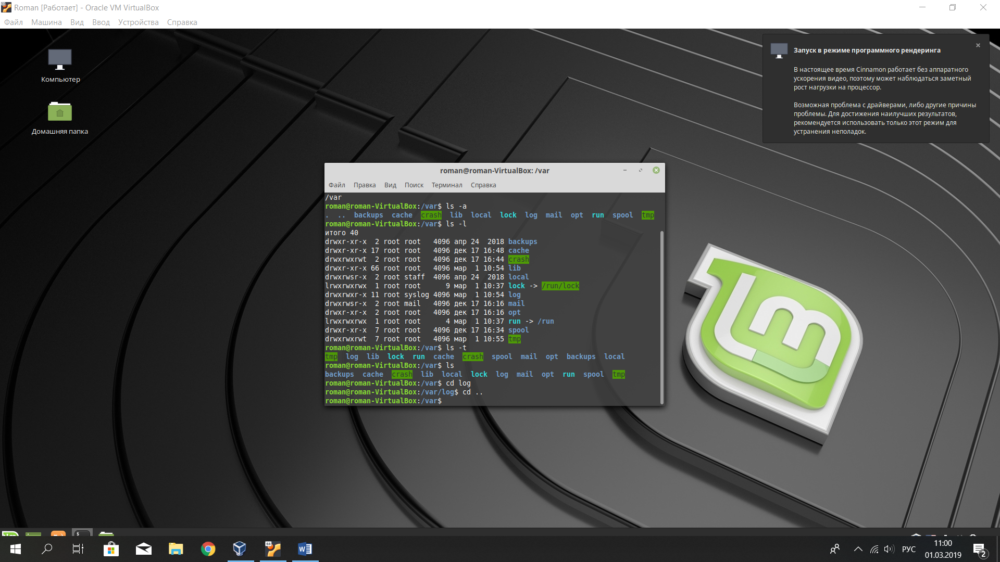 Roman [Работает] - Oracle VM VirtualBox
Файл Машина Вид Ввод Устройства Справка
Компьютер
Домашняя папка
Запуск в режиме программного рендеринга
В настоящее время Cinnamon работает без аппаратного
ускорения видео, поэтому может наблюдаться заметный
рост нагрузки на процессор.
Возможная проблема с драйверами, либо другие причины
проблемы. Для достижения наилучших результатов,
рекомендуется использовать только этот режим для
устранения неполадок.
roman@roman-VirtualBox: /var
Файл Правка Вид Поиск Терминал Справка
/var
roman@roman-VirtualBox:/var$ ls -a
. .. backups cache crash lib local lock log mail opt run spool tmp
roman@roman-VirtualBox:/var$ ls -l
итого 40
drwxr-xr-x 2 root root 4096 апр 24 2018 backups
drwxr-xr-x 17 root root 4096 дек 17 16:48 cache
drwxrwxrwt 2 root root 4096 дек 17 16:44 crash
drwxr-xr-x 66 root root 4096 мар 1 10:54 lib
drwxrwsr-x 2 root staff 4096 апр 24 2018 local
lrwxrwxrwx 1 root root 9 мар 1 10:37 lock -> /run/lock
drwxrwxr-x 11 root syslog 4096 мар 1 10:54 log
drwxrwsr-x 2 root mail 4096 дек 17 16:16 mail
drwxr-xr-x 2 root root 4096 дек 17 16:16 opt
lrwxrwxrwx 1 root root 4 мар 1 10:37 run -> /run
drwxr-xr-x 7 root root 4096 дек 17 16:34 spool
drwxrwxrwt 7 root root 4096 мар 1 10:55 tmp
roman@roman-VirtualBox:/var$ ls -t
tmp log lib lock run cache crash spool mail opt backups local
roman@roman-VirtualBox:/var$ ls
backups cache crash lib local lock log mail opt run spool tmp
roman@roman-VirtualBox:/var$ cd log
roman@roman-VirtualBox:/var/log$ cd ..
roman@roman-VirtualBox:/var$
64
W
РУС
11:00
01.03.2019
2